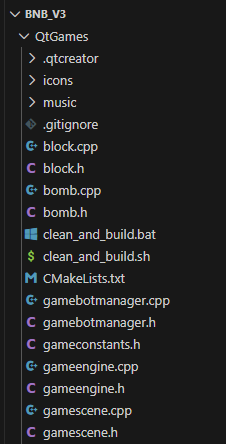 BNB_V3
QtGames
.qtcreator
icons
music
.gitignore
block.cpp
block.h
bomb.cpp
bomb.h
clean_and_build.bat
clean_and_build.sh
CMakeLists.txt
gamebotmanager.cpp
gamebotmanager.h
gameconstants.h
gameengine.cpp
gameengine.h
gamescene.cpp
gamescene.h